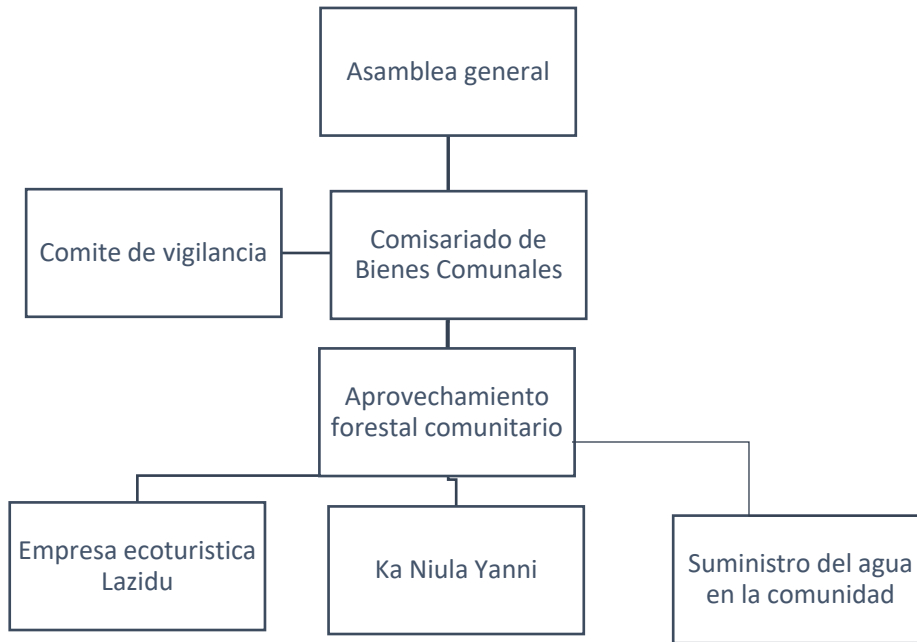 Asamblea general
Comite de vigilancia
Comisariado de
Bienes Comunales
Aprovechamiento
forestal comunitario
Empresa ecoturistica
Lazidu
Ka Niula Yanni
Suministro del agua
en la comunidad